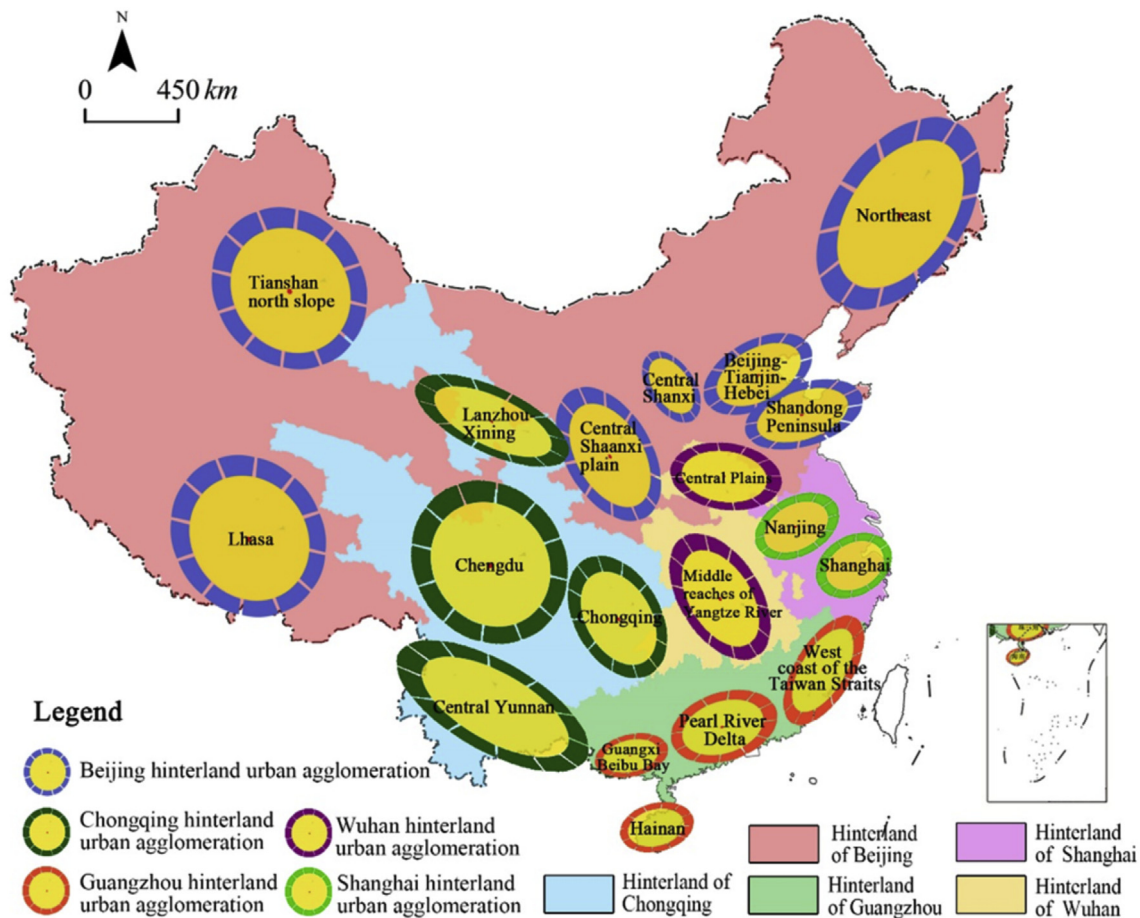 N
0 450 km
Northeast
Tianshan
north slope
Beijing-
Tianjin-
Hebei
Central
Shanxi
Shandong
Peninsula
Lanzhou
Xining
Central
Shaanxi
plain
Central Plains
Nanjing
Lhasa
Chengdu
Shanghai
Middle
reaches of
Yangtze River
Chongqing
West
coast of the
Taiwan Straits
Central Yunnan
Pearl River
Delta
Guangxi
Beibu Bay
Hainan
Legend
Beijing hinterland urban agglomeration
Chongqing hinterland
urban agglomeration
Wuhan hinterland
urban agglomeration
Guangzhou hinterland
urban agglomeration
Shanghai hinterland
urban agglomeration
Hinterland of
Chongqing
Hinterland
of Beijing
Hinterland
of Guangzhou
Hinterland
of Shanghai
Hinterland
of Wuhan